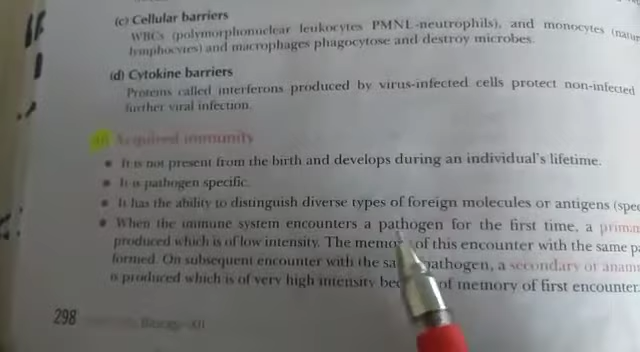 (c) Cellular barriers
WBCs (polymorphonuclear leukocytes PMNL-neutrophils), and monocytes (natur
lymphocytes) and macrophages phagocytose and destroy microbes.
(d) Cytokine barriers
Proteins called interferons produced by virus-infected cells protect non-infected
further viral infection.
Acquired immunity
• It is not present from the birth and develops during an individual's lifetime.
• It is pathogen specific.
• It has the ability to distinguish diverse types of foreign molecules or antigens (spe
• When the immune system encounters a pathogen for the first time, a primar
produced which is of low intensity. The memo of this encounter with the same pa
formed. On subsequent encounter with the sa pathogen, a secondary or anam
is produced which is of very high intensity bec of memory of first encounter.
298 Biology-XII